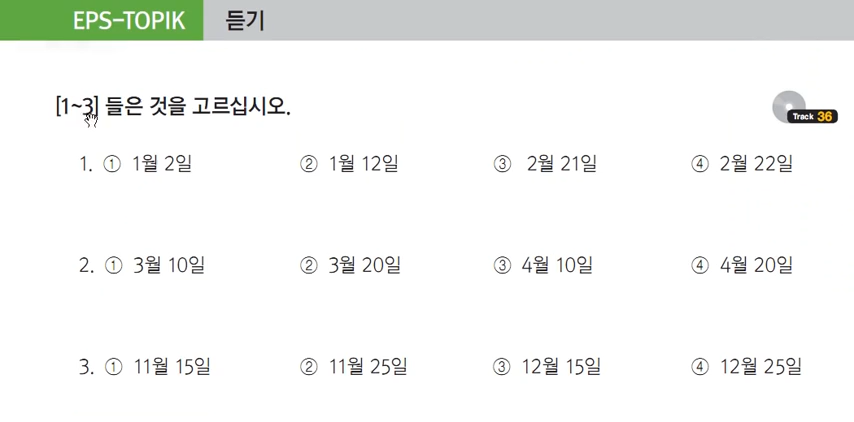 EPS-TOPIK 듣기
[1~3] 들은 것을 고르십시오.
Track 36
1. ① 1월 2일 ② 1월 12일 ③ 2월 21일 ④ 2월 22일
2. ① 3월 10일 ② 3월 20일 ③ 4월 10일 ④ 4월 20일
3. ① 11월 15일 ② 11월 25일 ③ 12월 15일 ④ 12월 25일